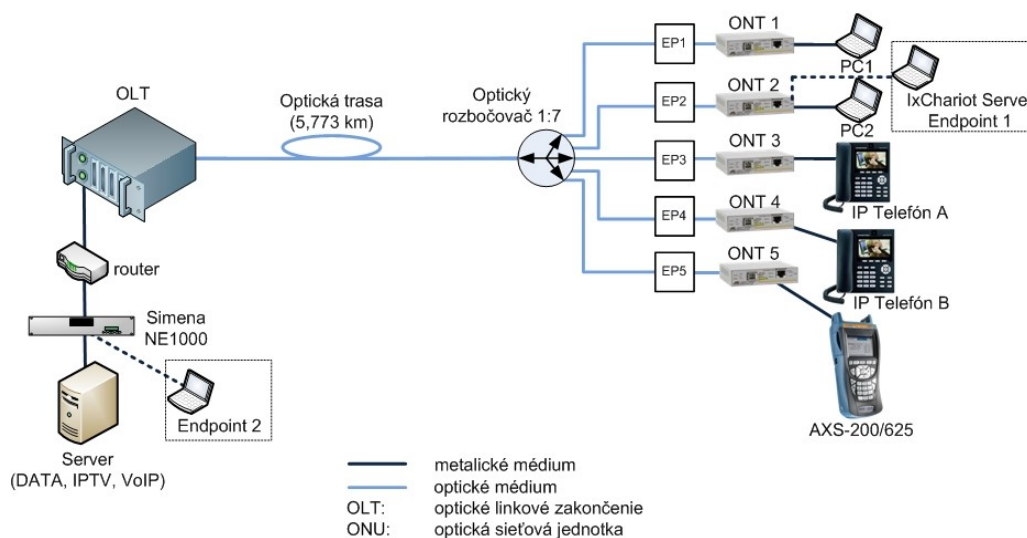 OLT
Optická trasa
(5,773 km)
Optický
rozbočovač 1:7
EP1
ONT 1
PC1
EP2
ONT 2
PC2
IxChariot Serve
Endpoint 1
EP3
ONT 3
IP Telefón A
EP4
ONT 4
IP Telefón B
EP5
ONT 5
AXS-200/625
router
Simena
NE1000
Endpoint 2
Server
(DATA, IPTV, VoIP)
metalické médium
optické médium
OLT: optické linkové zakončenie
ONU: optická sieťová jednotka